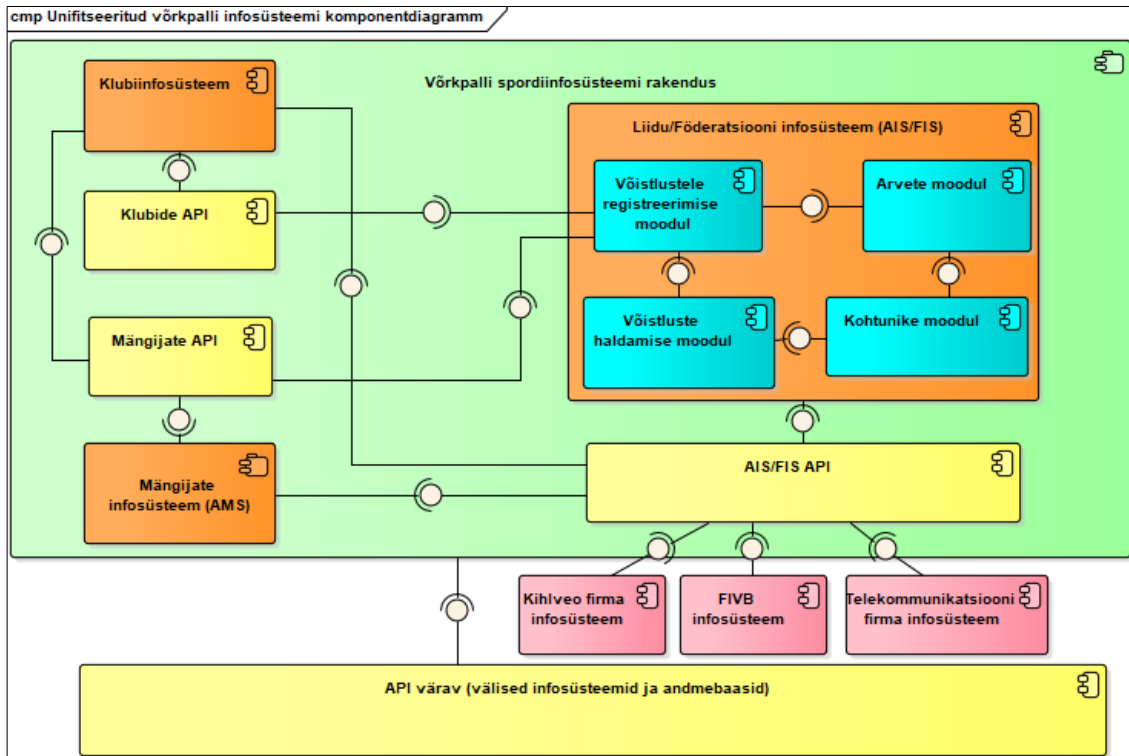 cmp Unifitseeritud võrkpalli infosüsteemi komponentdiagramm
Võrkpalli spordiinfosüsteemi rakendus
Klubiinfosüsteem
Klubide API
Mängijate API
Mängijate
infosüsteem (AMS)
Liidu/Föderatsiooni infosüsteem (AIS/FIS)
Võistlustele
registreerimise
moodul
Arvete moodul
Võistluste
haldamise moodul
Kohtunike moodul
AIS/FIS API
Kihlveo firma
infosüsteem
FIVB
infosüsteem
Telekommunikatsiooni
firma infosüsteem
API värav (välised infosüsteemid ja andmebaasid)